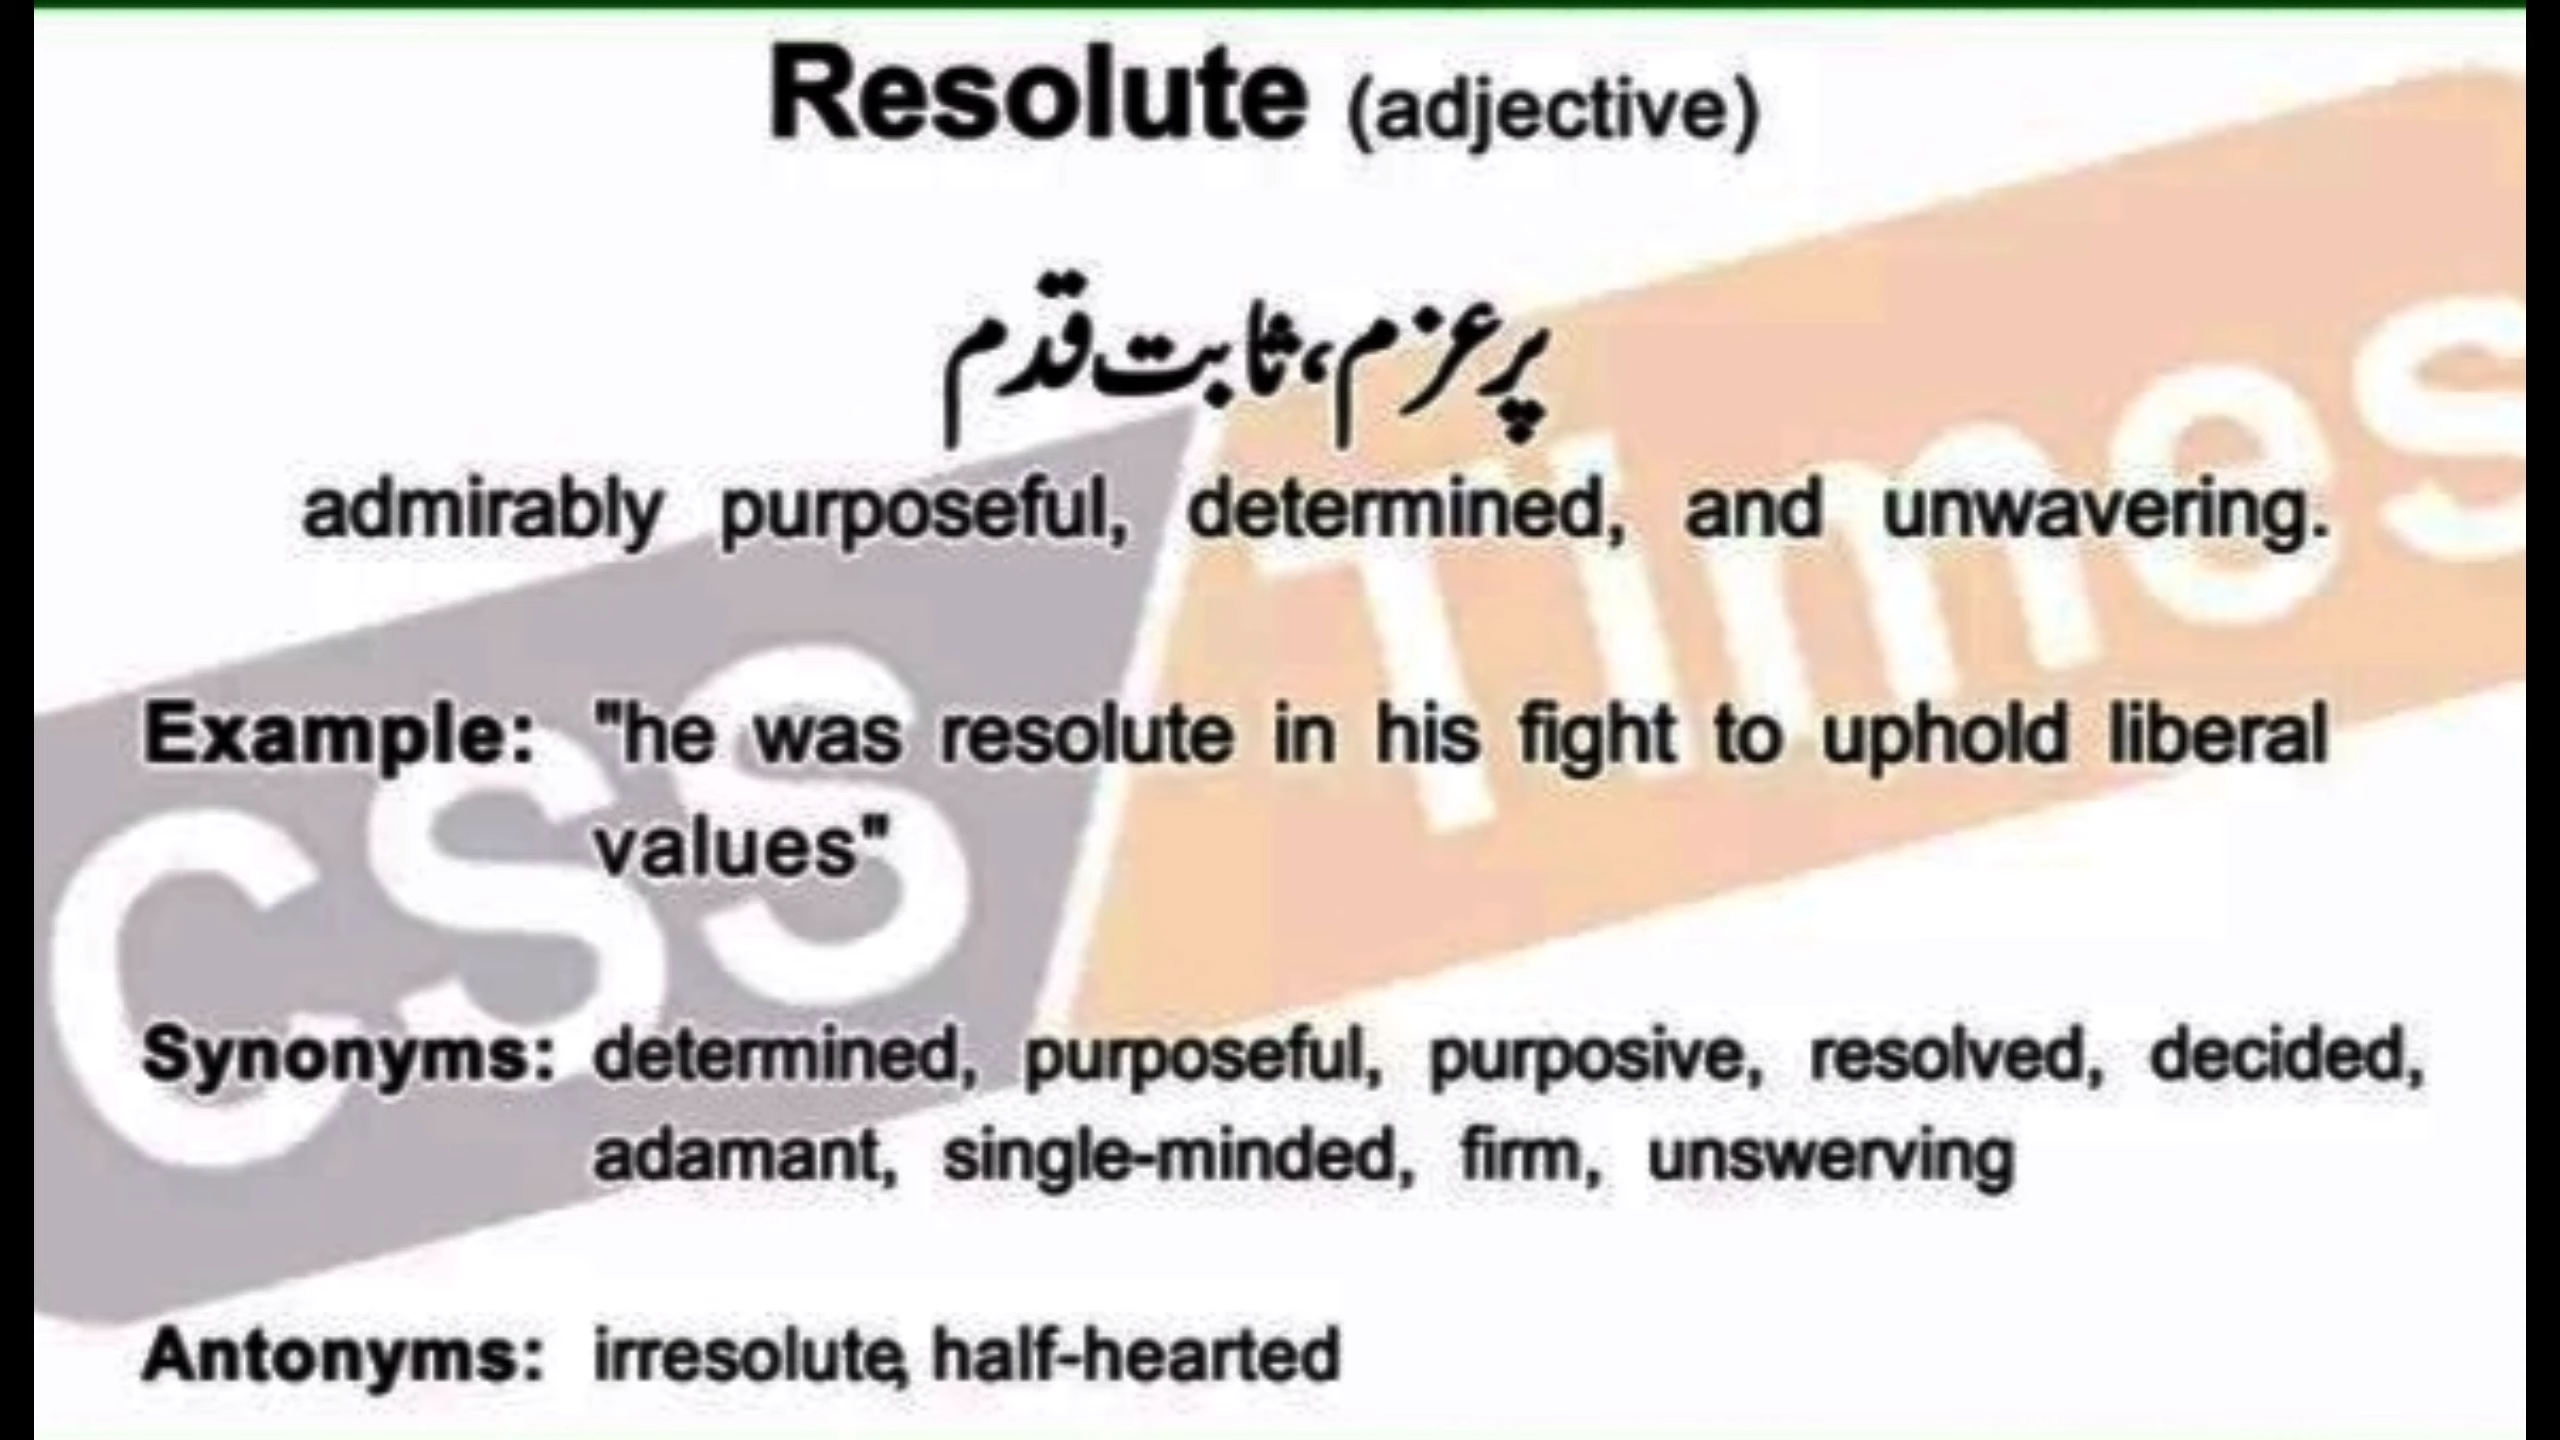 Resolute (adjective)
پرعزم، ثابت قدم
admirably purposeful, determined, and unwavering.
Example: "he was resolute in his fight to uphold liberal
values"
Synonyms: determined, purposeful, purposive, resolved, decided,
adamant, single-minded, firm, unswerving
Antonyms: irresolute, half-hearted
CSS Times